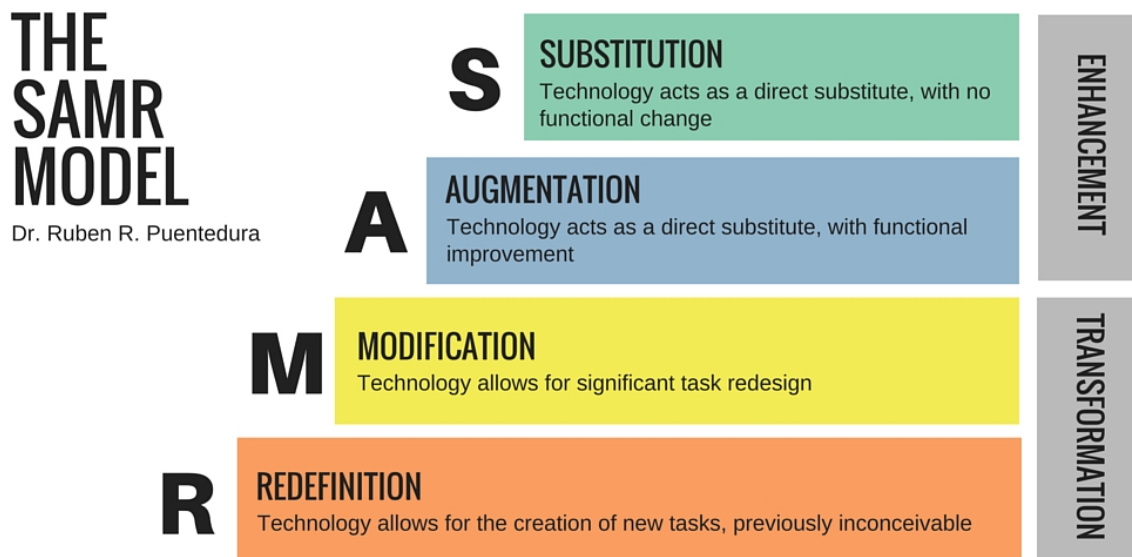 THE
SAMR
MODEL
Dr. Ruben R. Puentedura
S
SUBSTITUTION
Technology acts as a direct substitute, with no
functional change
A
AUGMENTATION
Technology acts as a direct substitute, with functional
improvement
ENHANCEMENT
M
MODIFICATION
Technology allows for significant task redesign
R
REDEFINITION
Technology allows for the creation of new tasks, previously inconceivable
TRANSFORMATION